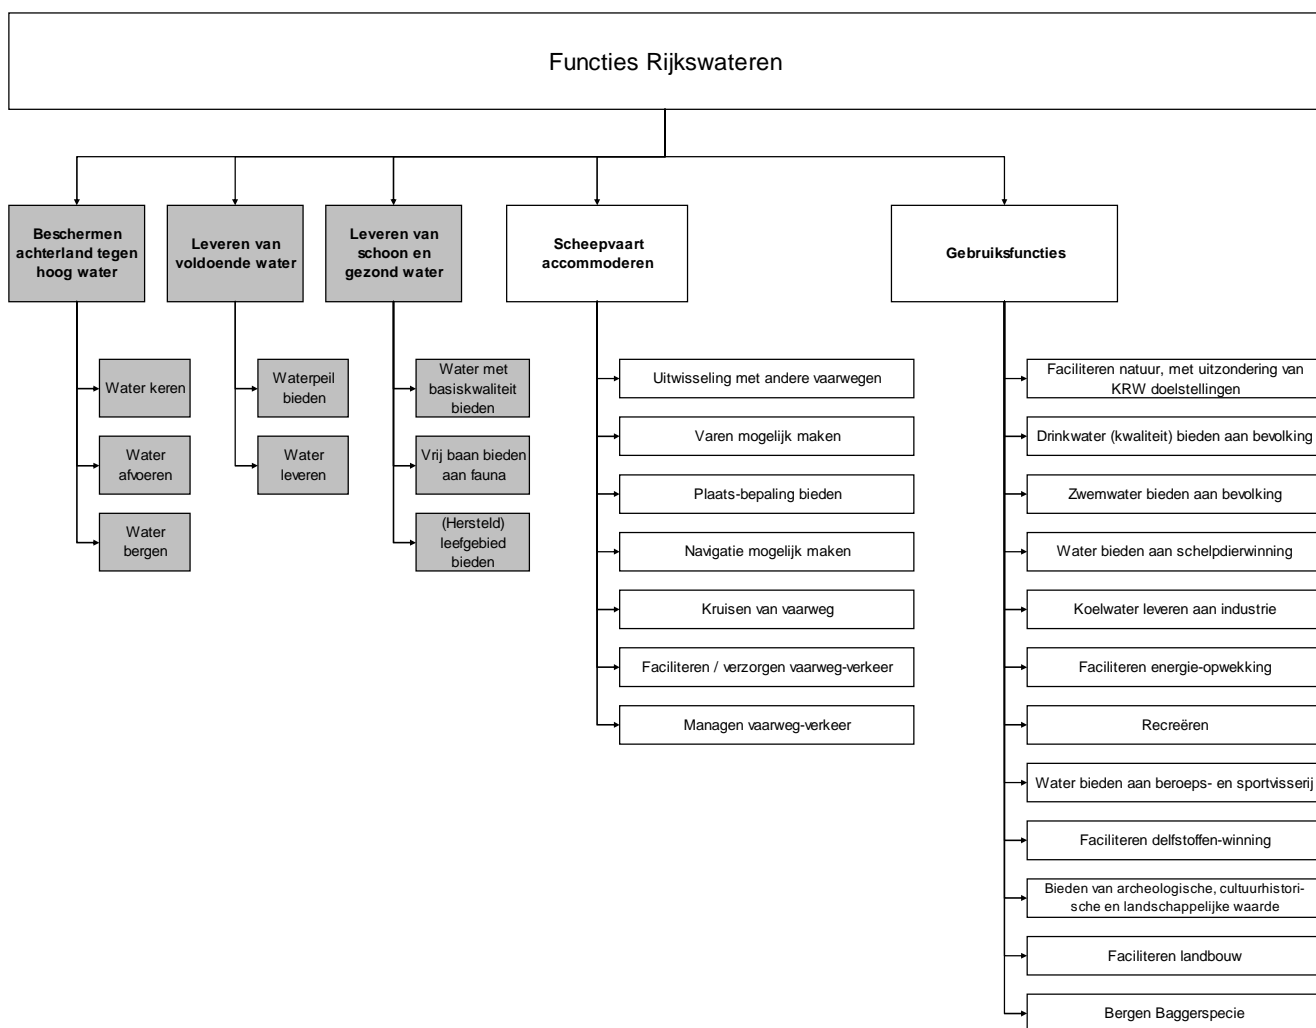 Functies Rijkswateren
Beschermen
achterland tegen
hoog water
Leveren van
voldoende water
Leveren van
schoon en
gezond water
Scheepvaart
accommoderen
Gebruiksfuncties
Water keren
Water
afvoeren
Water
bergen
Waterpeil
bieden
Water
leveren
Water met
basiskwaliteit
bieden
Vrij baan bieden
aan fauna
(Hersteld)
leefgebied
bieden
Uitwisseling met andere vaarwegen
Varen mogelijk maken
Plaats-bepaling bieden
Navigatie mogelijk maken
Kruisen van vaarweg
Faciliteren / verzorgen vaarweg-verkeer
Managen vaarweg-verkeer
Faciliteren natuur, met uitzondering van
KRW doelstellingen
Drinkwater (kwaliteit) bieden aan bevolking
Zwemwater bieden aan bevolking
Water bieden aan schelpdierwinning
Koelwater leveren aan industrie
Faciliteren energie-opwekking
Recreëren
Water bieden aan beroeps- en sportvisserij
Faciliteren delfstoffen-winning
Bieden van archeologische, cultuurhistori-
sche en landschappelijke waarde
Faciliteren landbouw
Bergen Baggerspecie